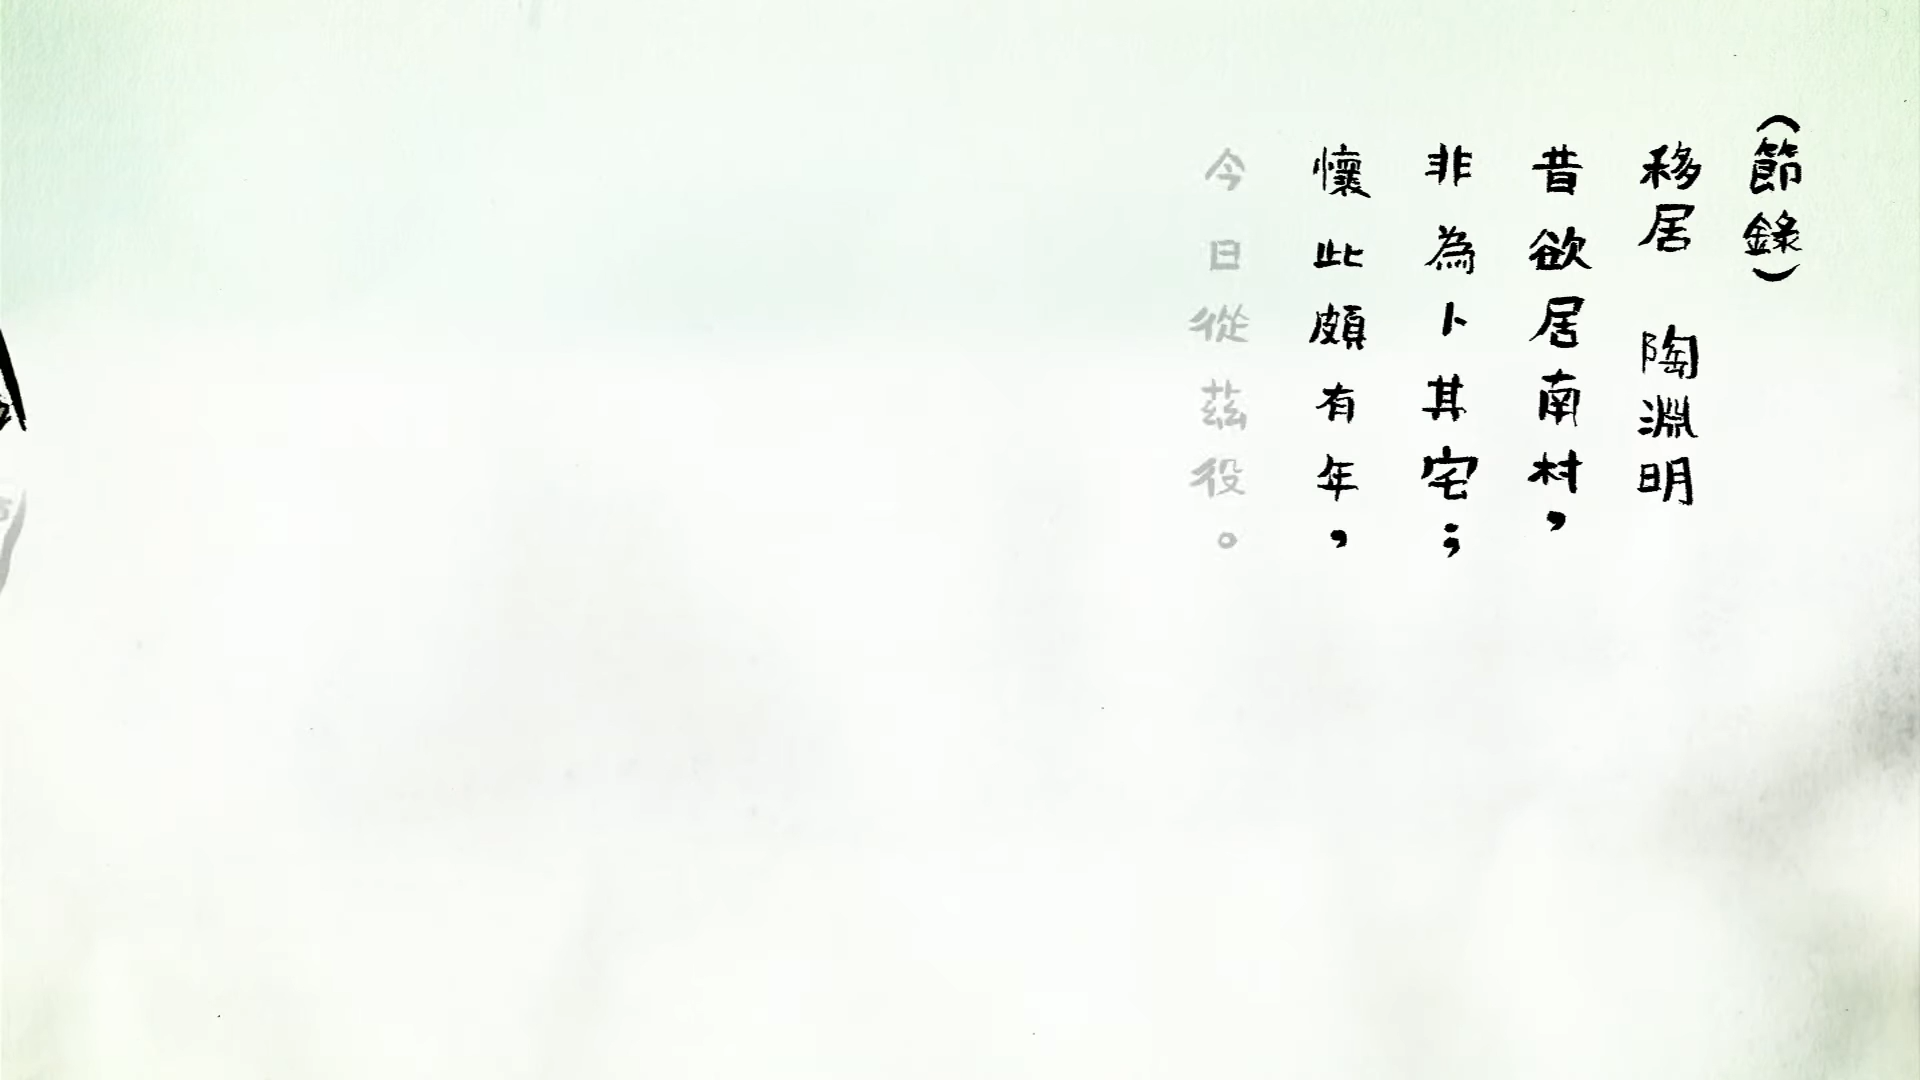 （節錄）
移居　陶淵明
昔欲居南村，
非為卜其宅；
懷此頗有年，
今日從茲役。